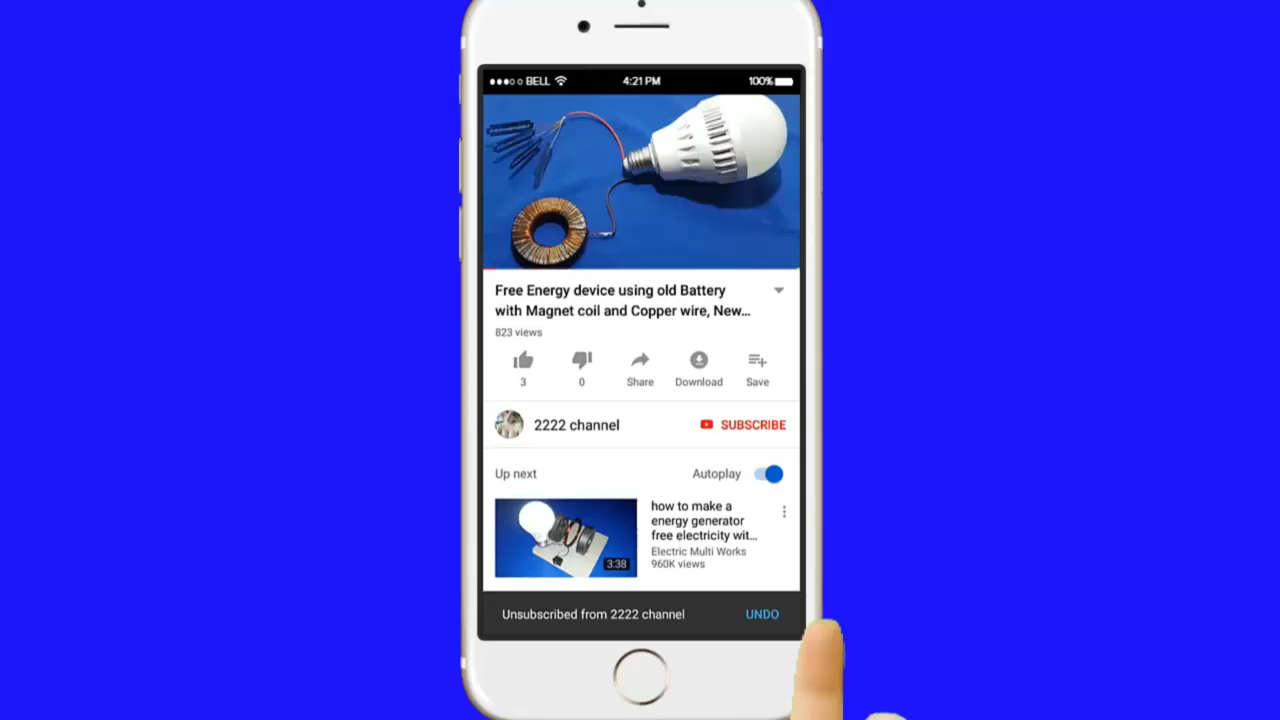 BELL 4:21 PM 100%
Free Energy device using old Battery
with Magnet coil and Copper wire, New...
823 views
3 0 Share Download Save
2222 channel SUBSCRIBE
Up next Autoplay
how to make a
energy generator
free electricity wit...
Electric Multi Works
960K views
3:38
Unsubscribed from 2222 channel UNDO